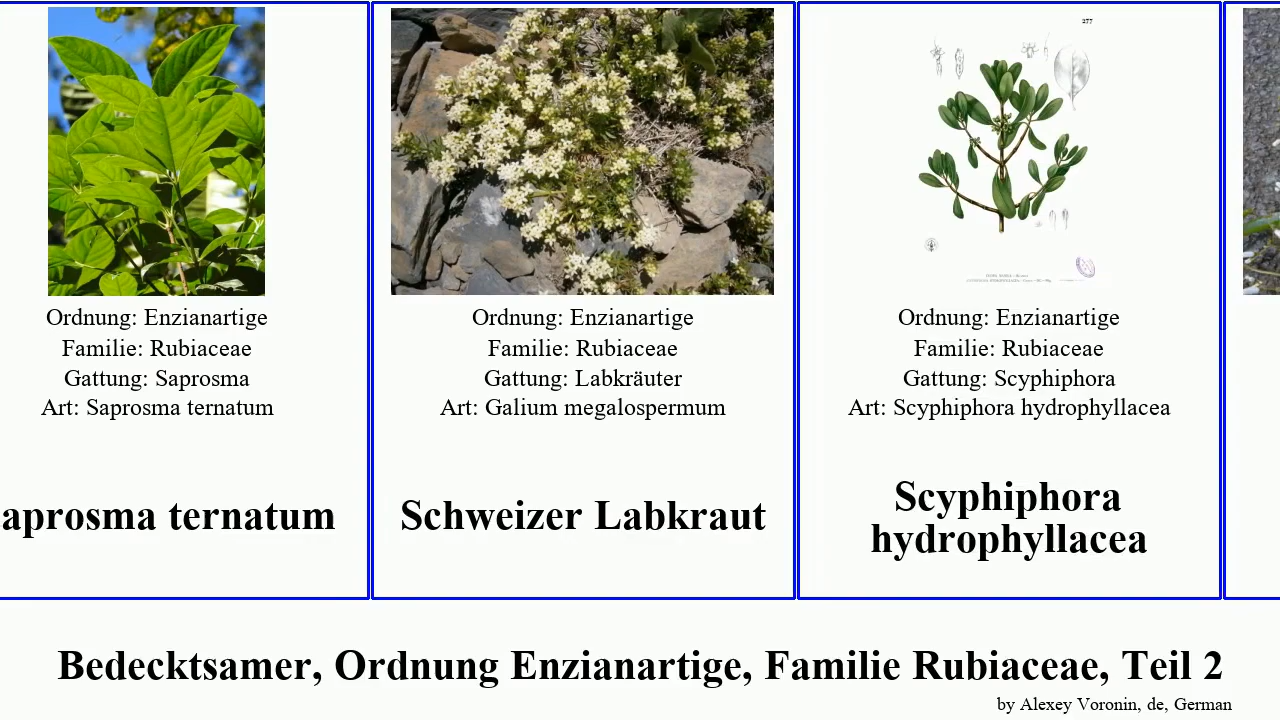 277
Ordnung: Enzianartige
Familie: Rubiaceae
Gattung: Saprosma
Art: Saprosma ternatum
aprosma ternatum
Ordnung: Enzianartige
Familie: Rubiaceae
Gattung: Labkräuter
Art: Galium megalospermum
Schweizer Labkraut
Ordnung: Enzianartige
Familie: Rubiaceae
Gattung: Scyphiphora
Art: Scyphiphora hydrophyllacea
Scyphiphora
hydrophyllacea
Bedecktsamer, Ordnung Enzianartige, Familie Rubiaceae, Teil 2
by Alexey Voronin, de, German